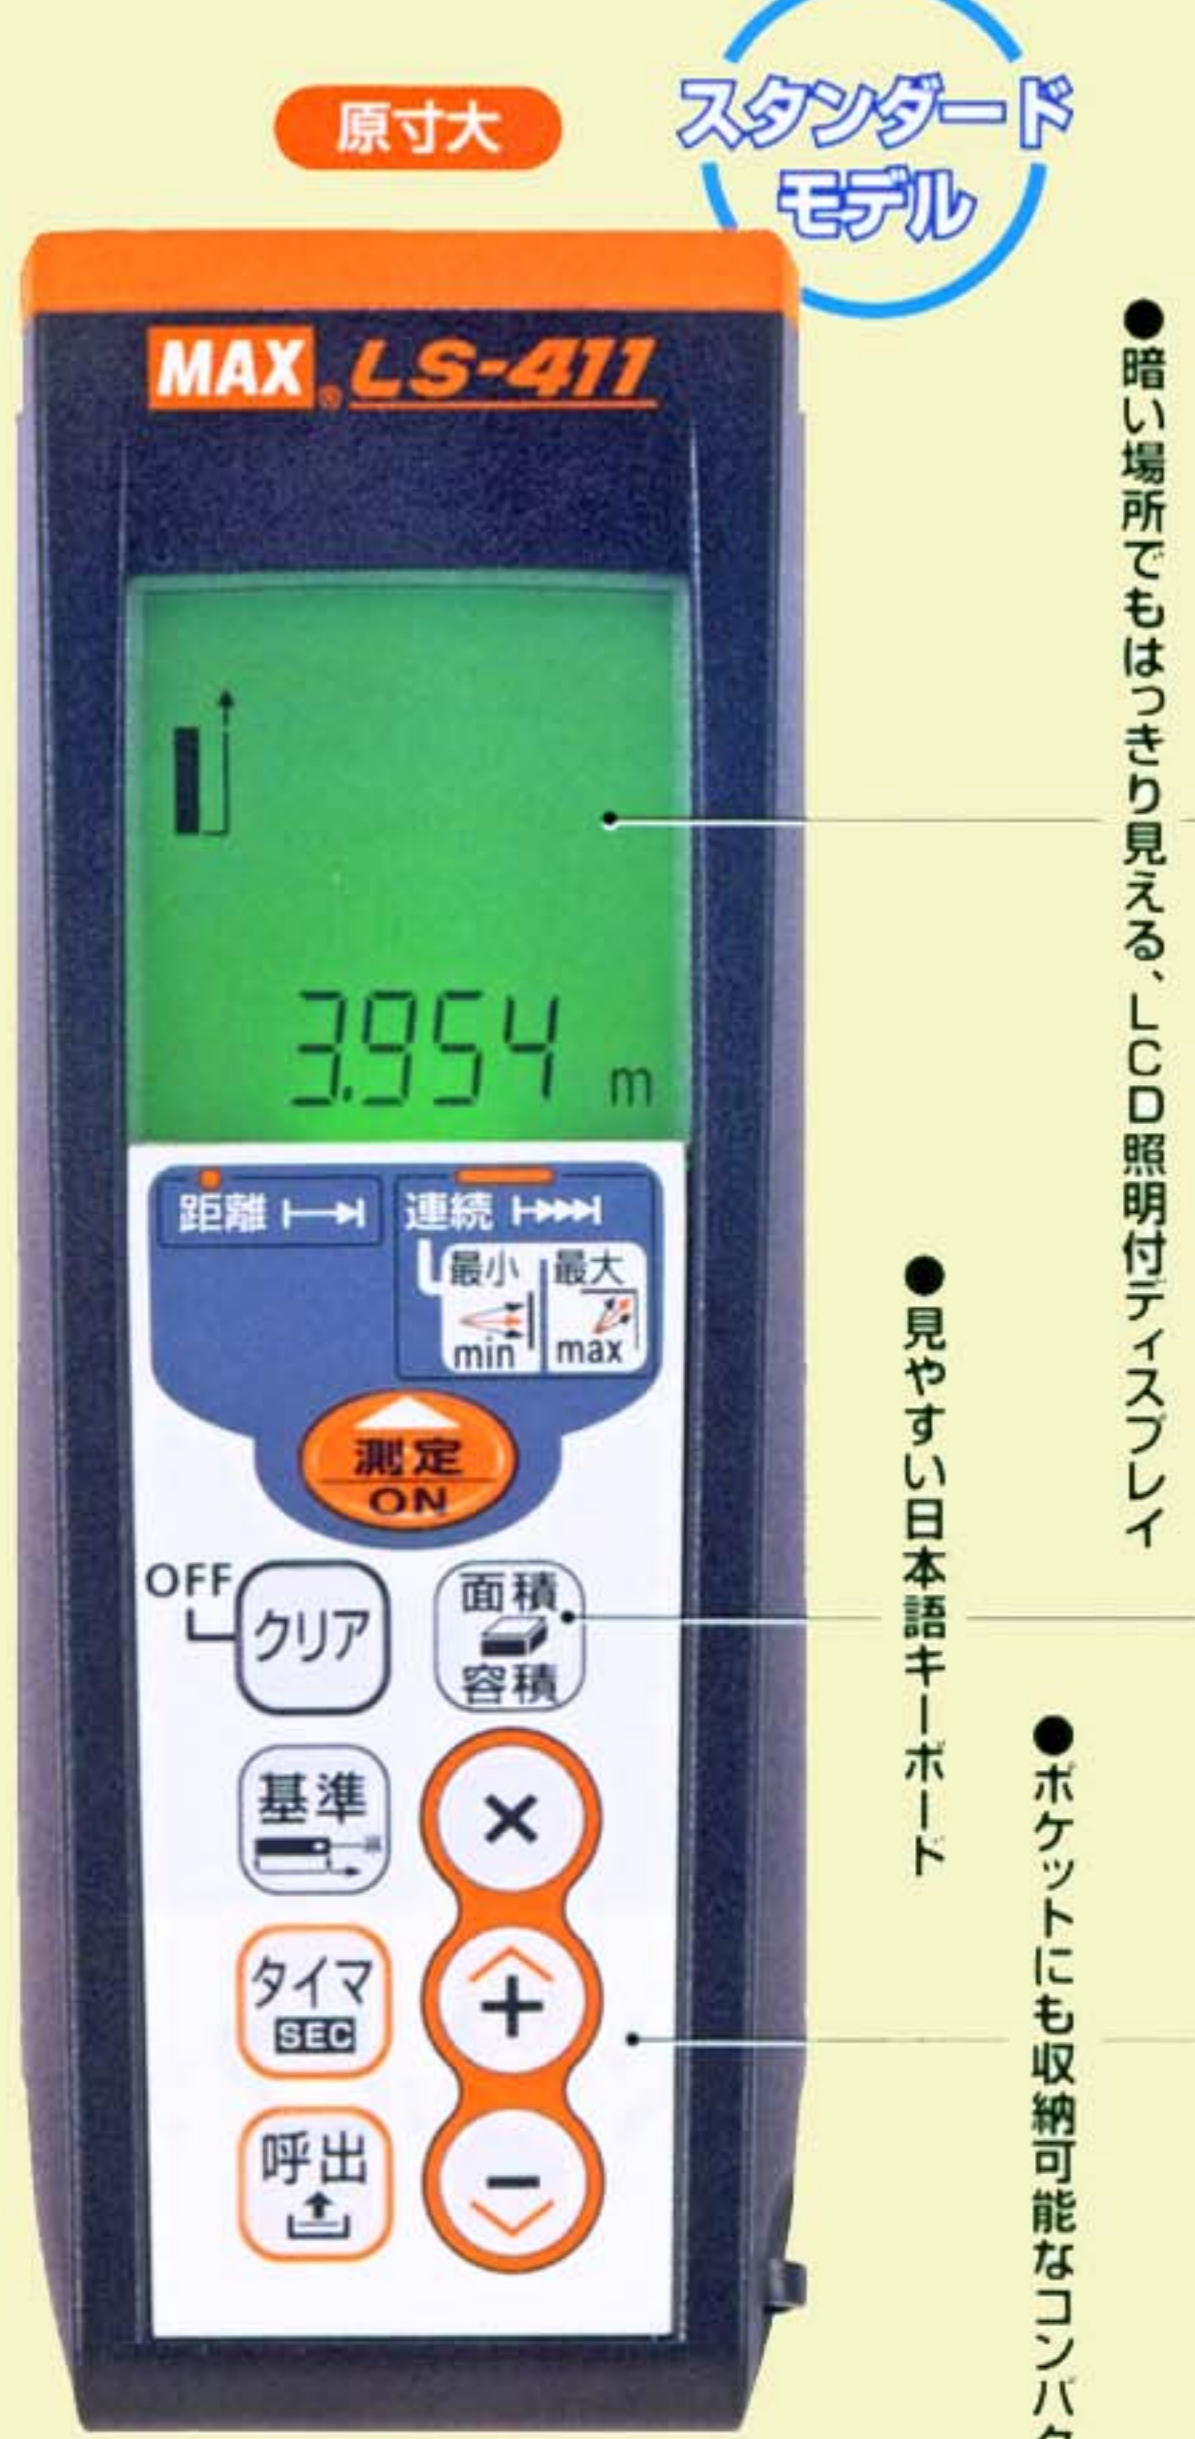 原寸大
スタンダード
モデル
MAX® LS-411
3.954 m
距離 連続
最小 最大
min max
測定
ON
OFF クリア
面積
容積
基準
×
タイマ
SEC
+
呼出
−
●暗い場所でもはっきり見える、LCD照明付ディスプレイ
●見やすい日本語キーボード
●ポケットにも収納可能なコンパク